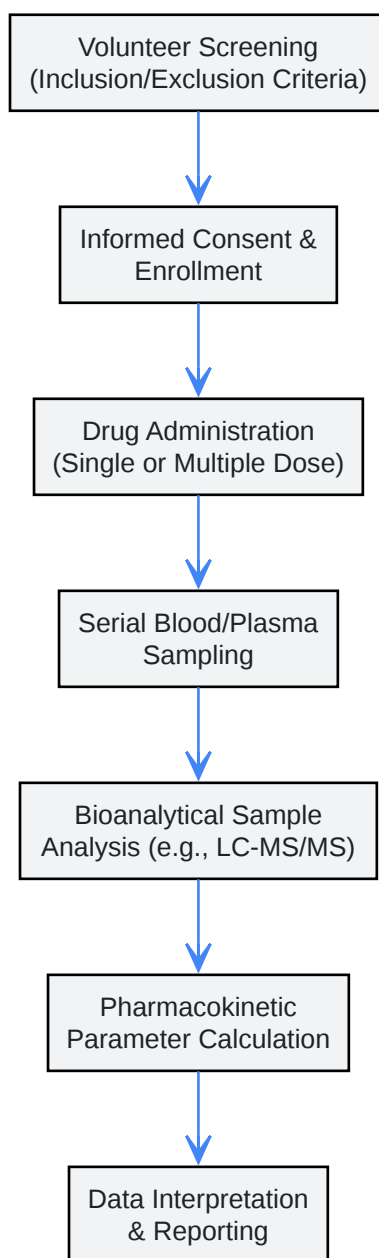 Volunteer Screening
(Inclusion/Exclusion Criteria)
Informed Consent &
Enrollment
Drug Administration
(Single or Multiple Dose)
Serial Blood/Plasma
Sampling
Bioanalytical Sample
Analysis (e.g., LC-MS/MS)
Pharmacokinetic
Parameter Calculation
Data Interpretation
& Reporting